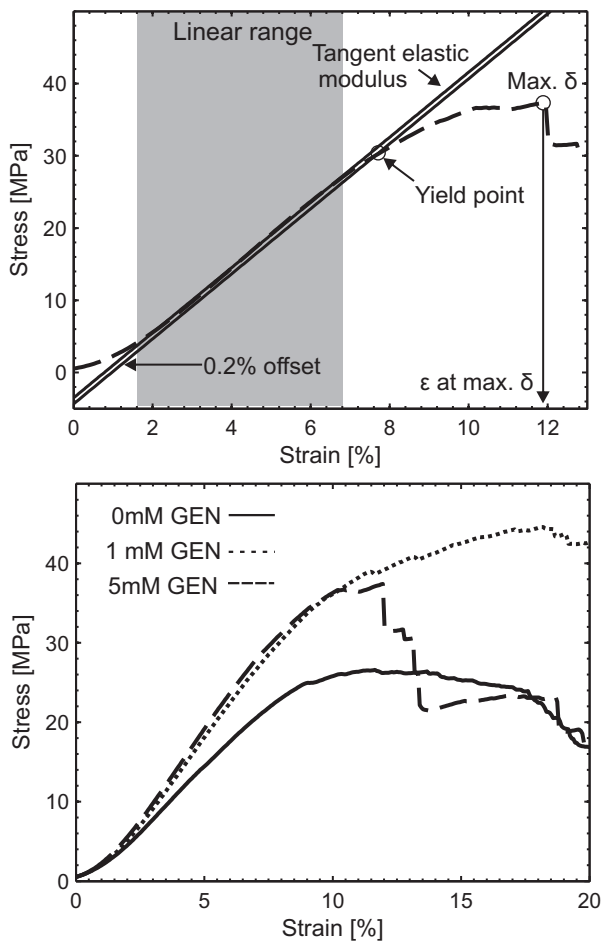 Linear range
Tangent elastic
modulus
Max. δ
Yield point
0.2% offset
ε at max. δ
Stress [MPa]
40
30
20
10
0
0 2 4 6 8 10 12
Strain [%]
0mM GEN
1 mM GEN
5mM GEN
Stress [MPa]
40
30
20
10
0
0 5 10 15 20
Strain [%]